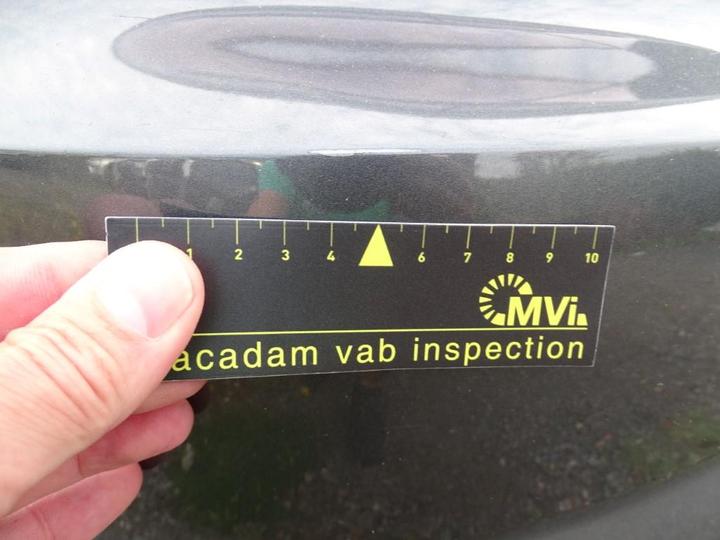 1 2 3 4 6 7 8 9 10
MVi
acadam vab inspection